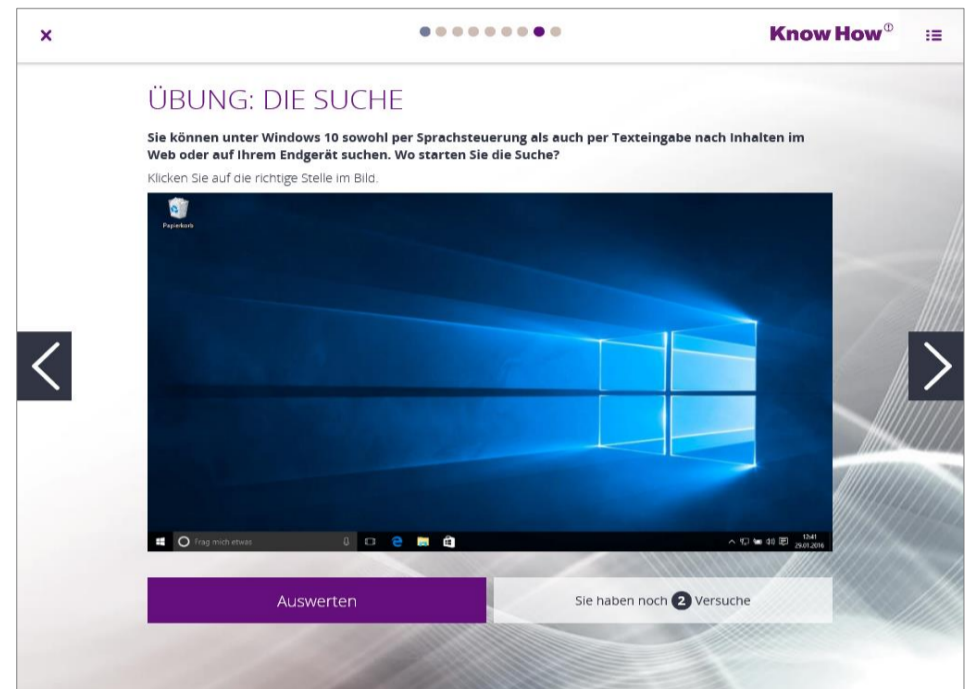 Know How
ÜBUNG: DIE SUCHE
Sie können unter Windows 10 sowohl per Sprachsteuerung als auch per Texteingabe nach Inhalten im
Web oder auf Ihrem Endgerät suchen. Wo starten Sie die Suche?
Klicken Sie auf die richtige Stelle im Bild.
Papierkorb
Frag mich etwas
13:41
29.01.2016
Auswerten
Sie haben noch 2 Versuche